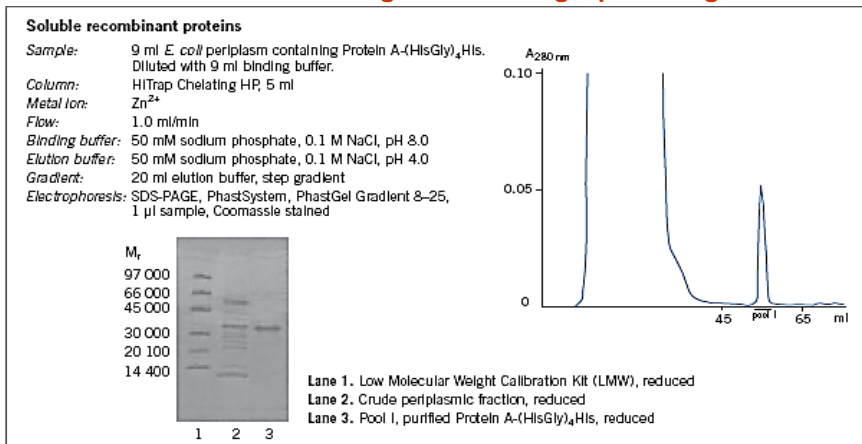 Soluble recombinant proteins
Sample: 9 ml E. coli periplasm containing Protein A-(HisGly)4His.
Diluted with 9 ml binding buffer.
Column: HiTrap Chelating HP, 5 ml
Metal ion: Zn2+
Flow: 1.0 ml/min
Binding buffer: 50 mM sodium phosphate, 0.1 M NaCl, pH 8.0
Elution buffer: 50 mM sodium phosphate, 0.1 M NaCl, pH 4.0
Gradient: 20 ml elution buffer, step gradient
Electrophoresis: SDS-PAGE, PhastSystem, PhastGel Gradient 8–25,
1 µl sample, Coomassie stained
A280 nm
0.10
0.05
0
45 pool I 65 ml
Mr
97 000
66 000
45 000
30 000
20 100
14 400
1 2 3
Lane 1. Low Molecular Weight Calibration Kit (LMW), reduced
Lane 2. Crude periplasmic fraction, reduced
Lane 3. Pool I, purified Protein A-(HisGly)4His, reduced